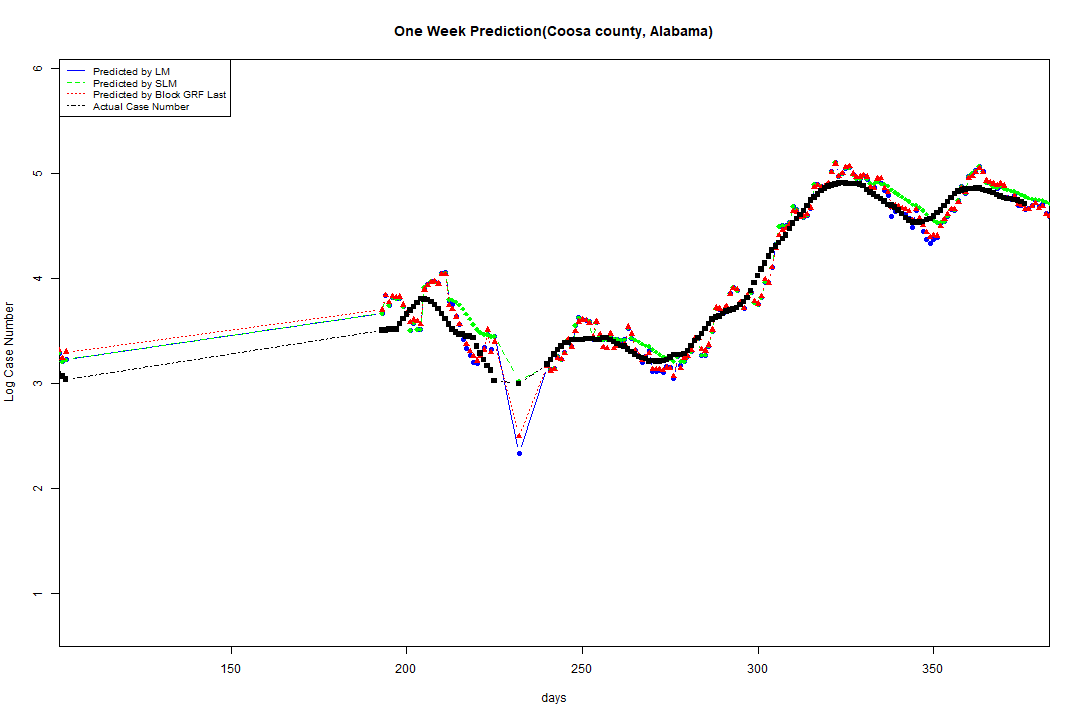 One Week Prediction(Coosa county, Alabama)
Predicted by LM
Predicted by SLM
Predicted by Block GRF Last
Actual Case Number
6
5
4
3
2
1
Log Case Number
150 200 250 300 350
days